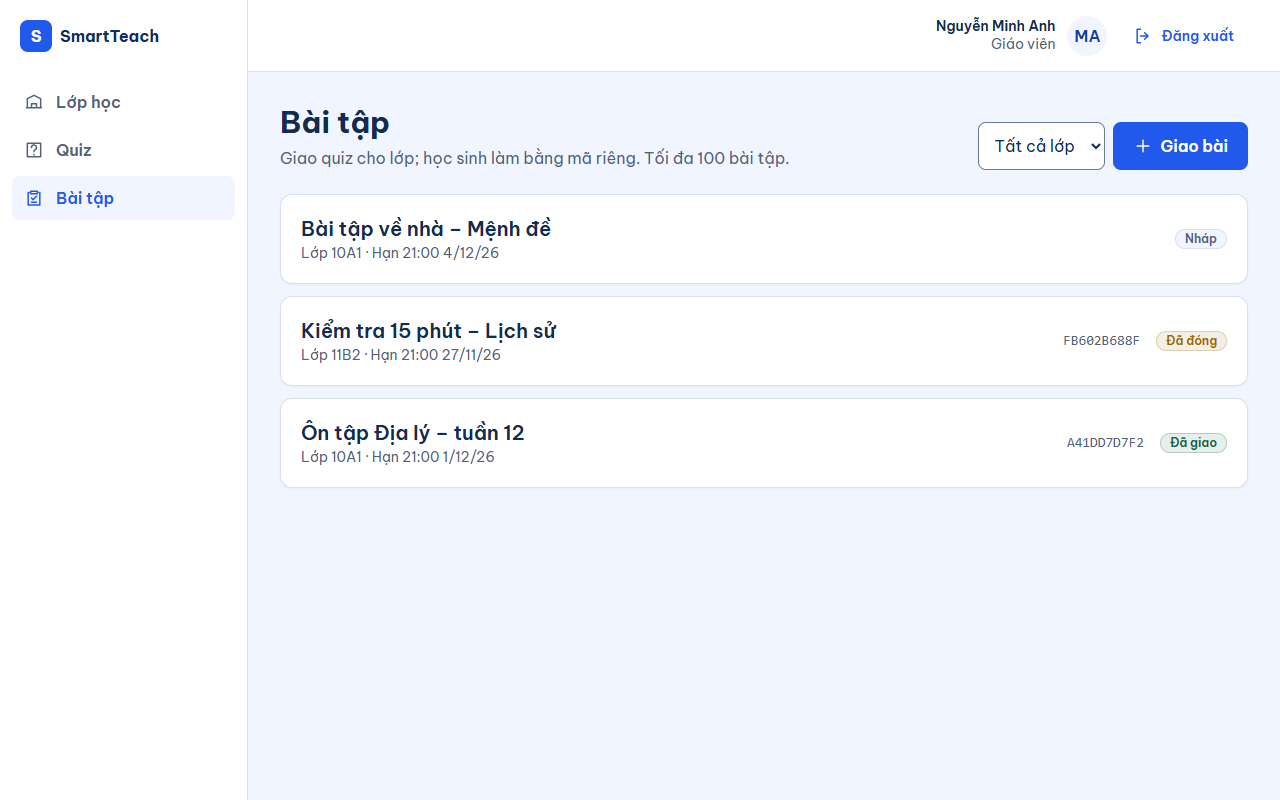 S SmartTeach
Nguyễn Minh Anh
Giáo viên
MA
Đăng xuất
Lớp học
Quiz
Bài tập
Bài tập
Giao quiz cho lớp; học sinh làm bằng mã riêng. Tối đa 100 bài tập.
Tất cả lớp
Giao bài
Bài tập về nhà – Mệnh đề
Lớp 10A1 · Hạn 21:00 4/12/26
Nháp
Kiểm tra 15 phút – Lịch sử
Lớp 11B2 · Hạn 21:00 27/11/26
FB602B688F
Đã đóng
Ôn tập Địa lý – tuần 12
Lớp 10A1 · Hạn 21:00 1/12/26
A41DD7D7F2
Đã giao